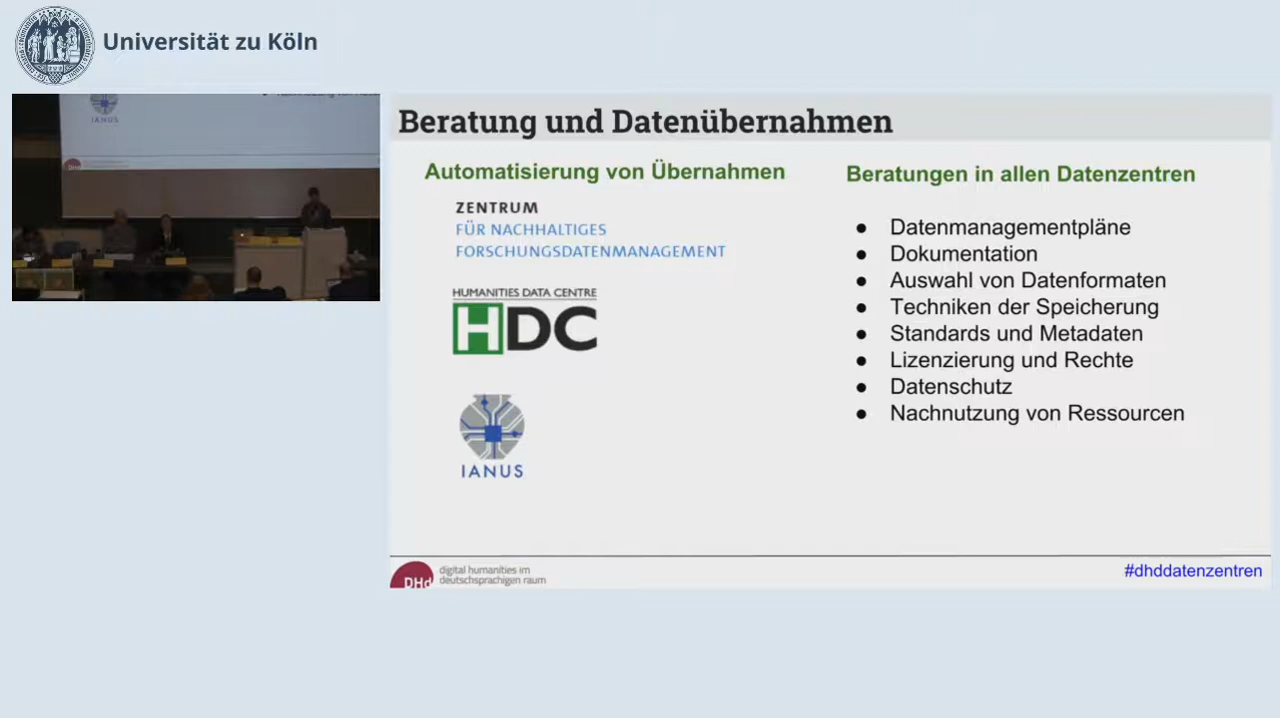 Universität zu Köln
IANUS
Beratung und Datenübernahmen
Automatisierung von Übernahmen
ZENTRUM
FÜR NACHHALTIGES
FORSCHUNGSDATENMANAGEMENT
HUMANITIES DATA CENTRE
HDC
IANUS
Beratungen in allen Datenzentren
● Datenmanagementpläne
● Dokumentation
● Auswahl von Datenformaten
● Techniken der Speicherung
● Standards und Metadaten
● Lizenzierung und Rechte
● Datenschutz
● Nachnutzung von Ressourcen
DHd
digital humanities im
deutschsprachigen raum
#dhddatenzentren